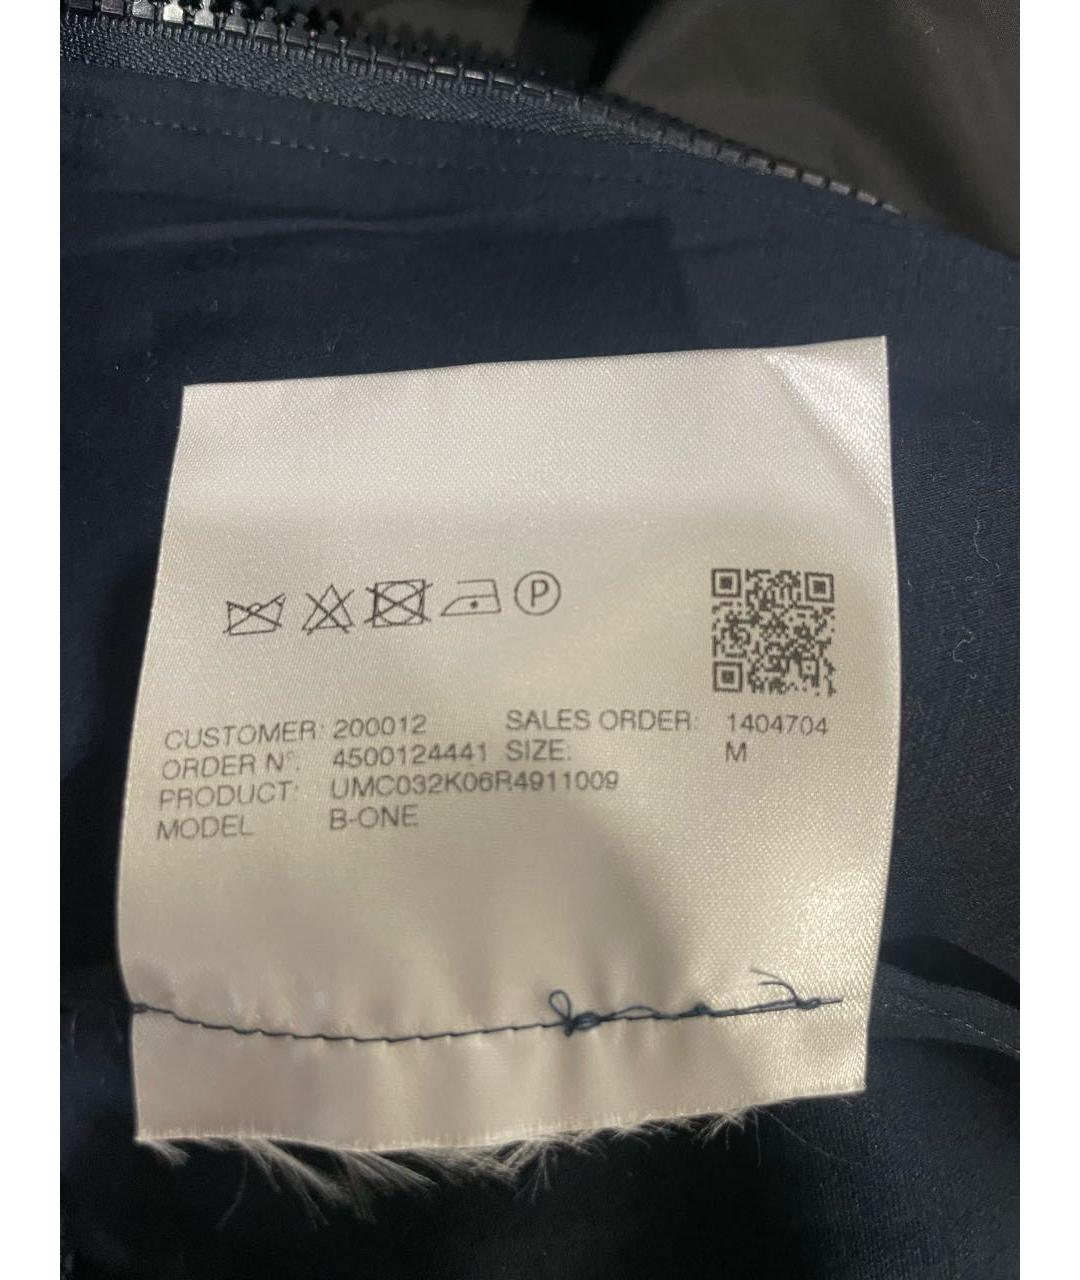 P
CUSTOMER: 200012 SALES ORDER: 1404704
ORDER N°: 4500124441 SIZE: M
PRODUCT: UMC032K06R4911009
MODEL B-ONE